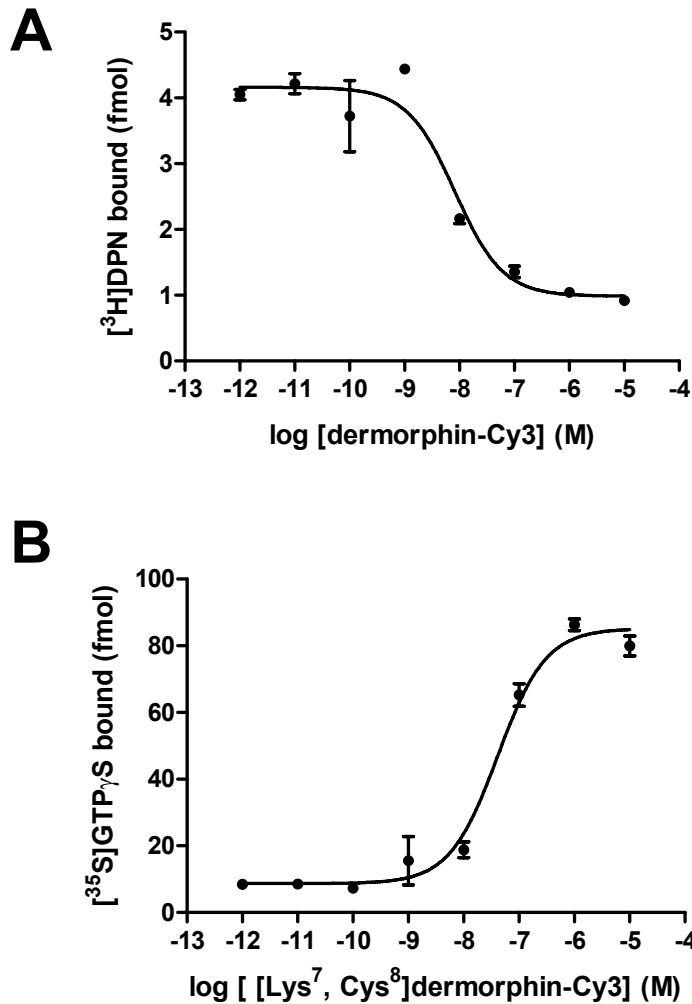 A
[³H]DPN bound (fmol)
5
4
3
2
1
0
-13 -12 -11 -10 -9 -8 -7 -6 -5 -4
log [dermorphin-Cy3] (M)
B
[³⁵S]GTPγS bound (fmol)
100
80
60
40
20
0
-13 -12 -11 -10 -9 -8 -7 -6 -5 -4
log [ [Lys⁷, Cys⁸]dermorphin-Cy3] (M)